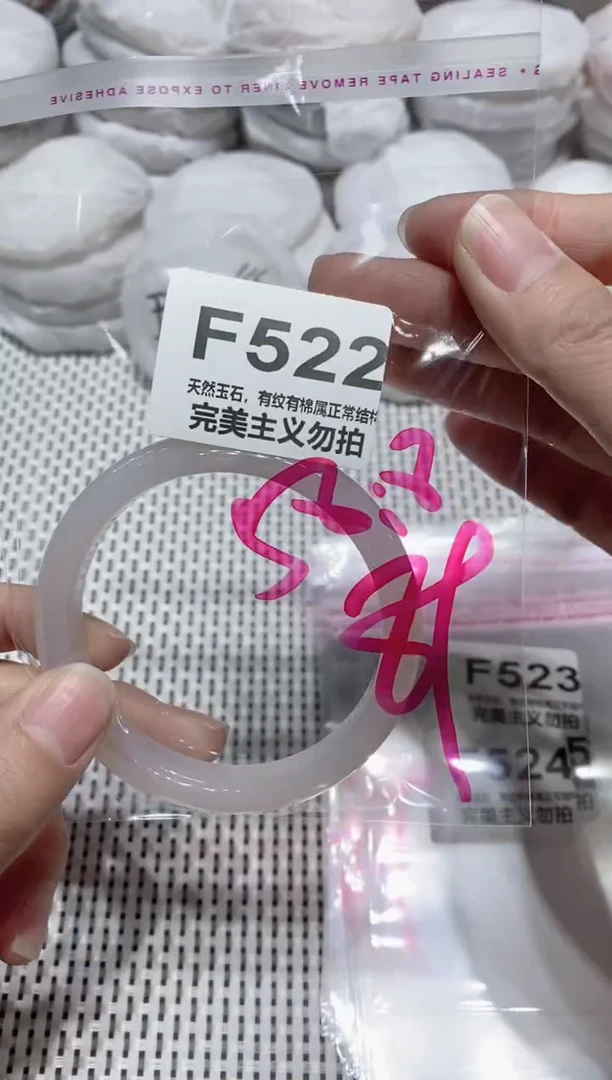 SEALING TAPE REMOVE LINER TO EXPOSE ADHESIVE
F522
天然玉石，有纹有棉属正常结构
完美主义勿拍
52.2
F523
完美主义勿拍
F524
完美主义勿拍